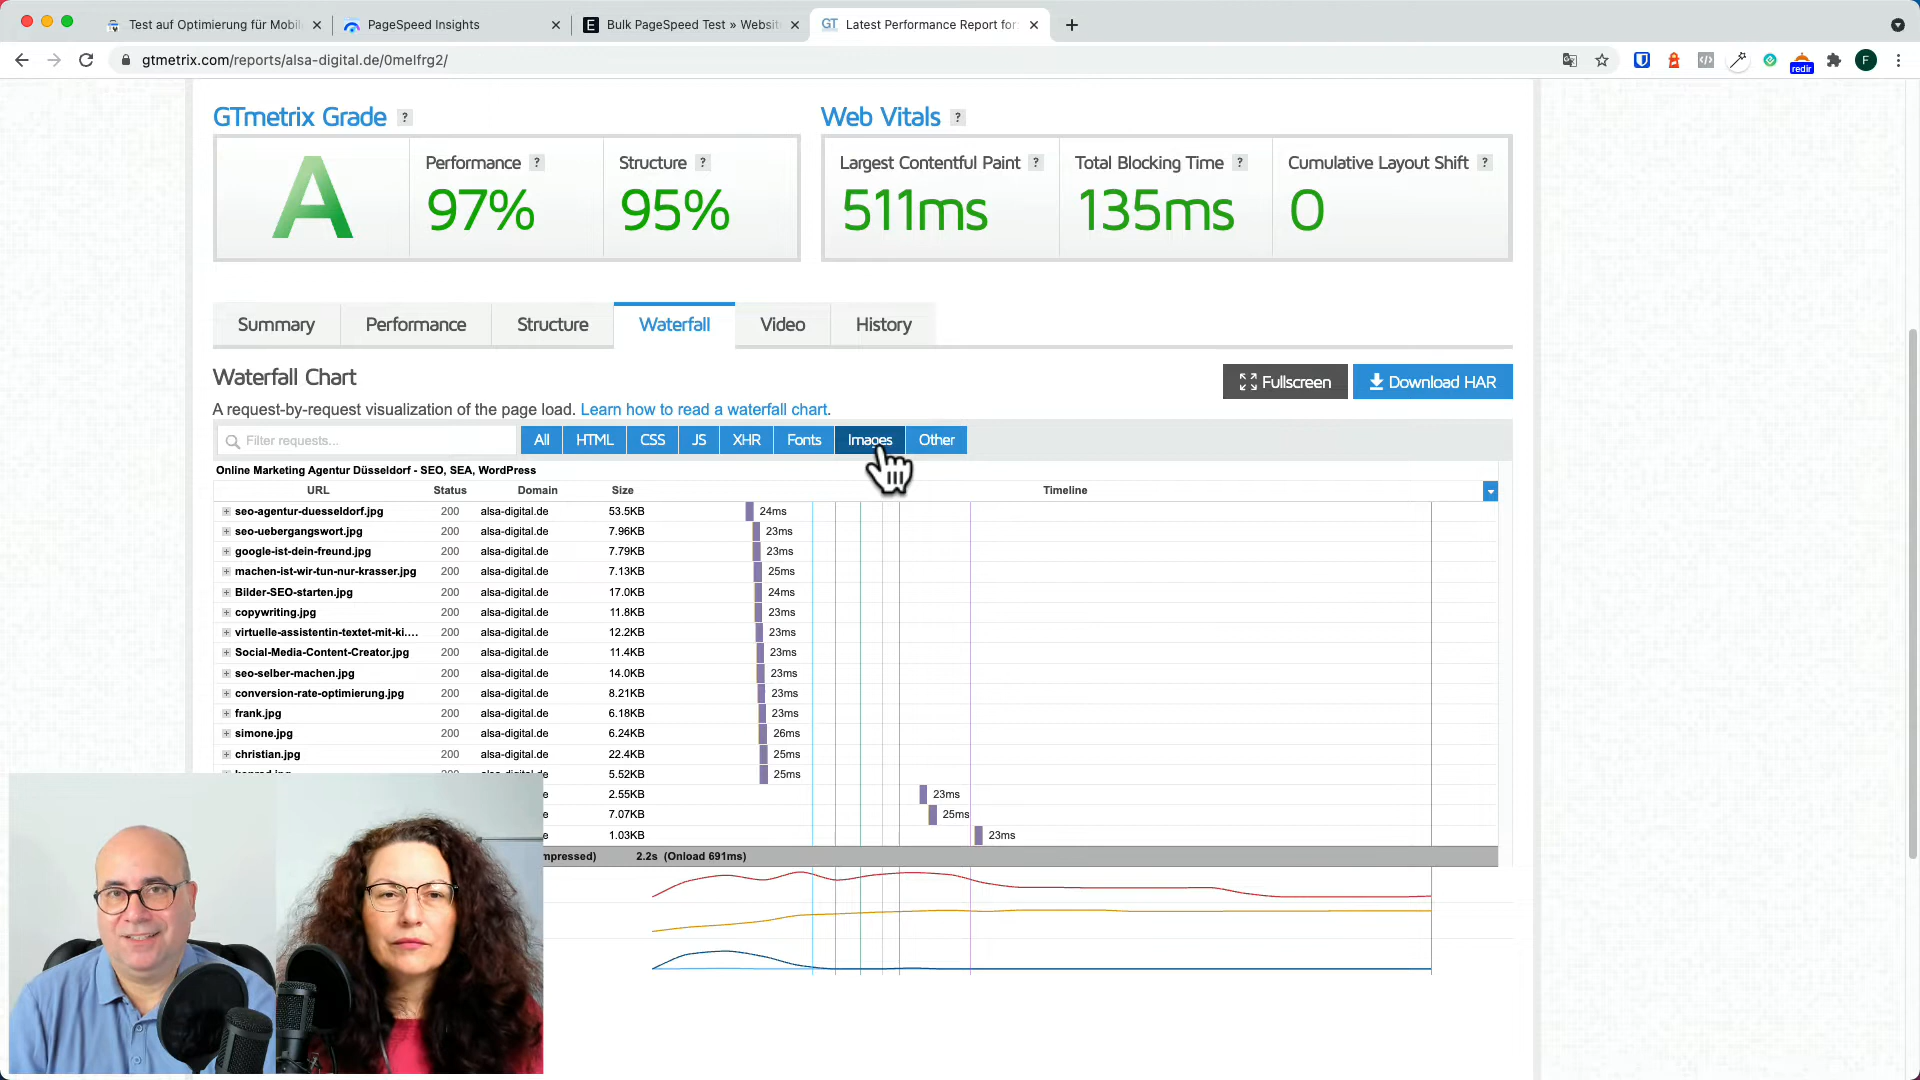 Test auf Optimierung für Mobil
PageSpeed Insights
Bulk PageSpeed Test » Websit
GT Latest Performance Report for:
gtmetrix.com/reports/alsa-digital.de/0melfrg2/
redir
F
GTmetrix Grade ?
Web Vitals ?
A
Performance ?
97%
Structure ?
95%
Largest Contentful Paint ?
511ms
Total Blocking Time ?
135ms
Cumulative Layout Shift ?
0
Summary Performance Structure Waterfall Video History
Waterfall Chart
Fullscreen
Download HAR
A request-by-request visualization of the page load. Learn how to read a waterfall chart.
Filter requests...
All HTML CSS JS XHR Fonts Images Other
Online Marketing Agentur Düsseldorf - SEO, SEA, WordPress
URL Status Domain Size Timeline
seo-agentur-duesseldorf.jpg 200 alsa-digital.de 53.5KB 24ms
seo-uebergangswort.jpg 200 alsa-digital.de 7.96KB 23ms
google-ist-dein-freund.jpg 200 alsa-digital.de 7.79KB 23ms
machen-ist-wir-tun-nur-krasser.jpg 200 alsa-digital.de 7.13KB 25ms
Bilder-SEO-starten.jpg 200 alsa-digital.de 17.0KB 24ms
copywriting.jpg 200 alsa-digital.de 11.8KB 23ms
virtuelle-assistentin-textet-mit-ki.... 200 alsa-digital.de 12.2KB 23ms
Social-Media-Content-Creator.jpg 200 alsa-digital.de 11.4KB 23ms
seo-selber-machen.jpg 200 alsa-digital.de 14.0KB 23ms
conversion-rate-optimierung.jpg 200 alsa-digital.de 8.21KB 23ms
frank.jpg 200 alsa-digital.de 6.18KB 23ms
simone.jpg 200 alsa-digital.de 6.24KB 26ms
christian.jpg 200 alsa-digital.de 22.4KB 25ms
5.52KB 25ms
e 2.55KB 23ms
e 7.07KB 25ms
e 1.03KB 23ms
mpressed) 2.2s (Onload 691ms)